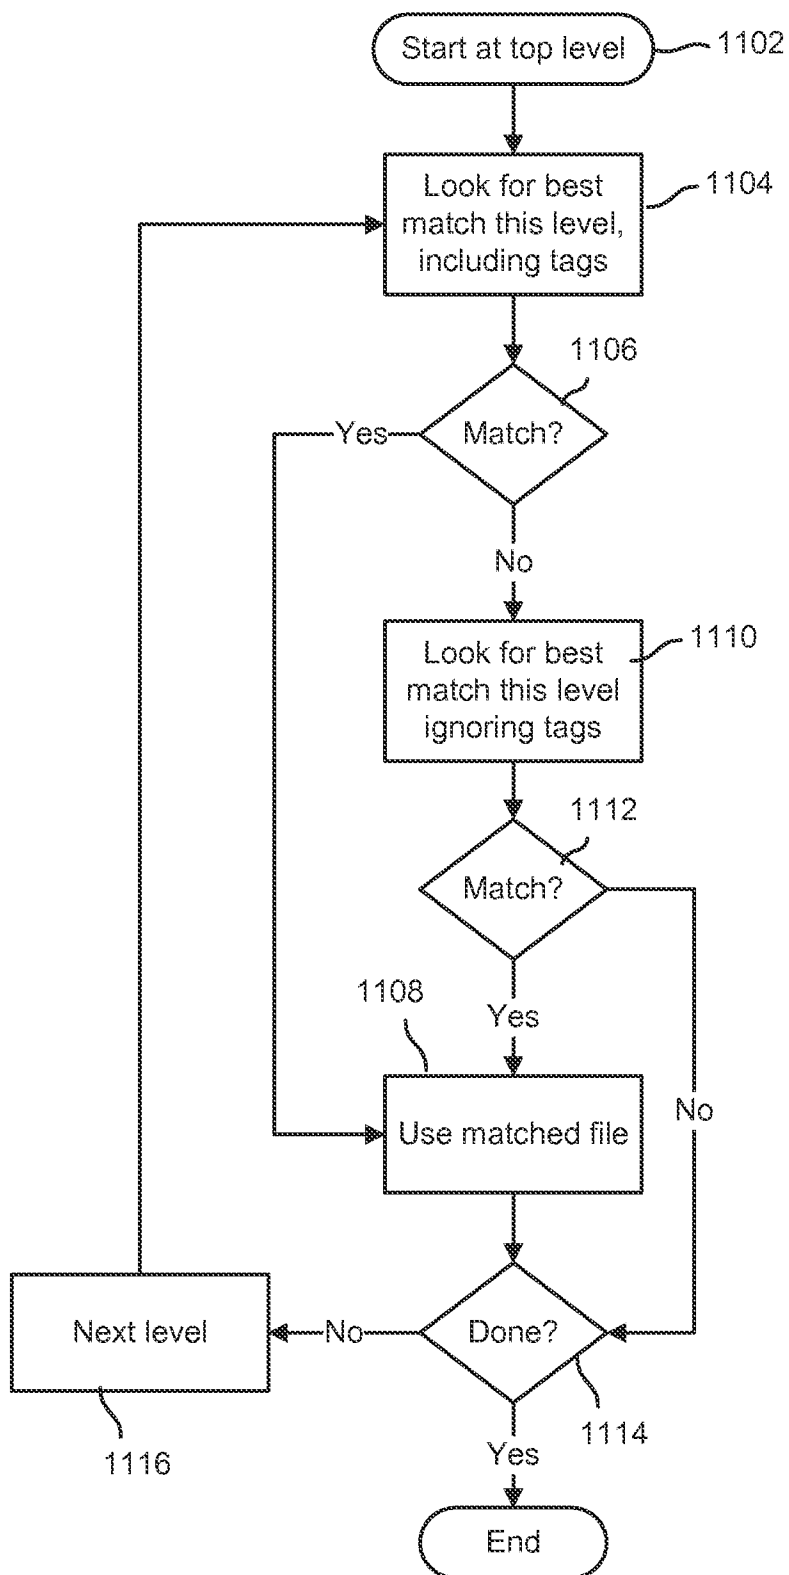 Start at top level
1102
Look for best
match this level,
including tags
1104
1106
Match?
Yes
No
Look for best
match this level
ignoring tags
1110
1112
Match?
1108
Yes
No
Use matched file
Next level
No
Done?
1114
1116
Yes
End